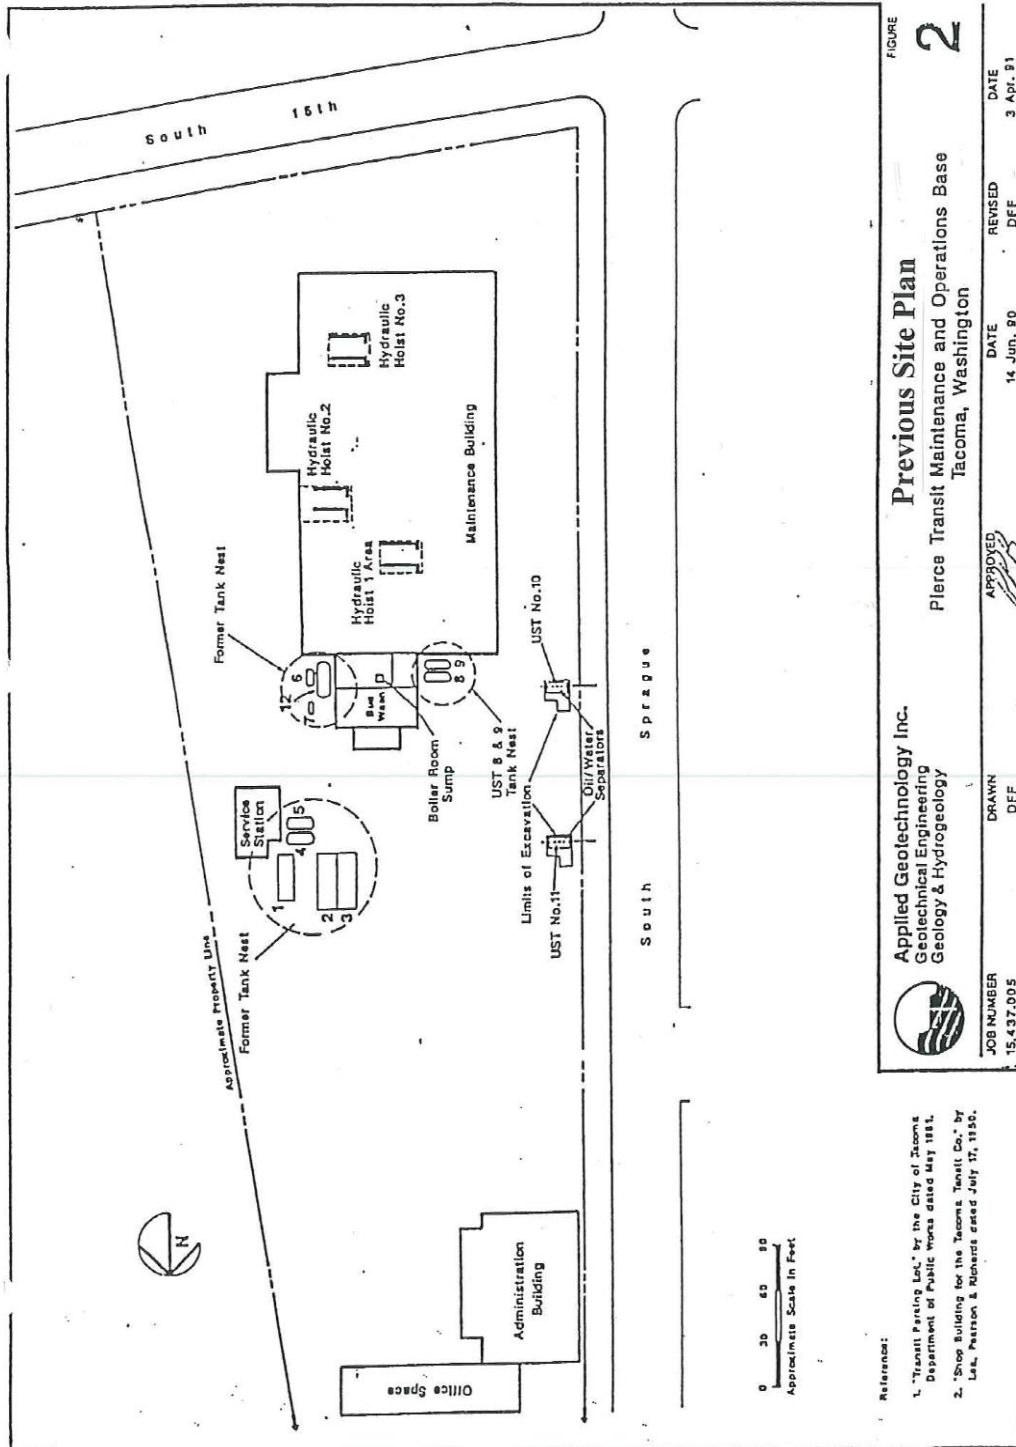 South 15th
Approximate Property Line
Former Tank Nest
Former Tank Nest
Service
Station
1
2
3
4
5
12
6
7
Bus
Wash
8 9
Hydraulic
Hoist No.2
Hydraulic
Hoist No.3
Hydraulic
Hoist 1 Area
Maintenance Building
Boiler Room
Sump
UST 8 & 9
Tank Nest
UST No.10
Limits of Excavation
Oil/Water
Separators
UST No.11
South Sprague
N
Office Space
Administration
Building
0 30 60 90
Approximate Scale In Feet
Reference:
1. "Transit Parking Lot," by the City of Tacoma
Department of Public Works dated May 1981.
2. "Shop Building for the Tacoma Transit Co." by
Lea, Pearson & Richards dated July 17, 1950.
Applied Geotechnology Inc.
Geotechnical Engineering
Geology & Hydrogeology
Previous Site Plan
Pierce Transit Maintenance and Operations Base
Tacoma, Washington
FIGURE
2
JOB NUMBER
15,437.005
DRAWN
DFF
APPROVED
DATE
14 Jun. 90
REVISED
DFF
DATE
3 Apr. 91